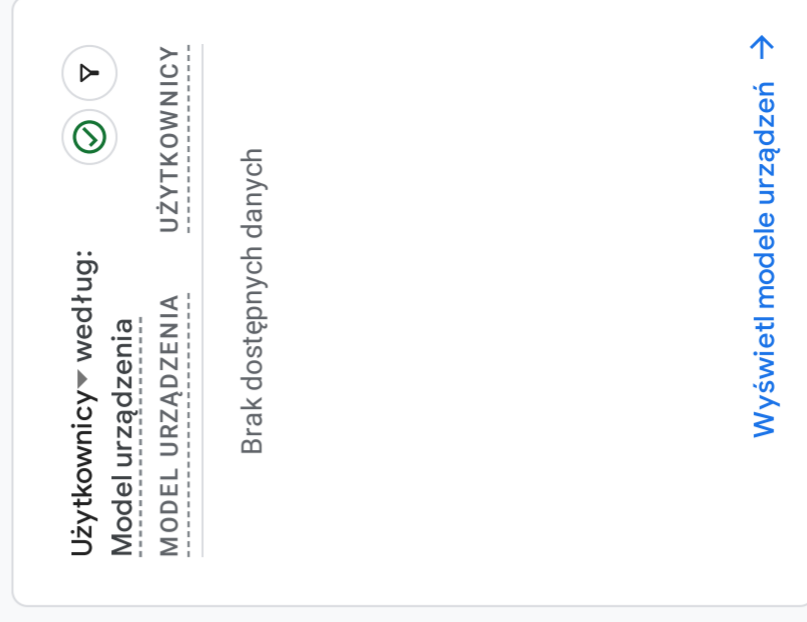 Użytkownicy według:
Model urządzenia
MODEL URZĄDZENIA UŻYTKOWNICY
Brak dostępnych danych
Wyświetl modele urządzeń →